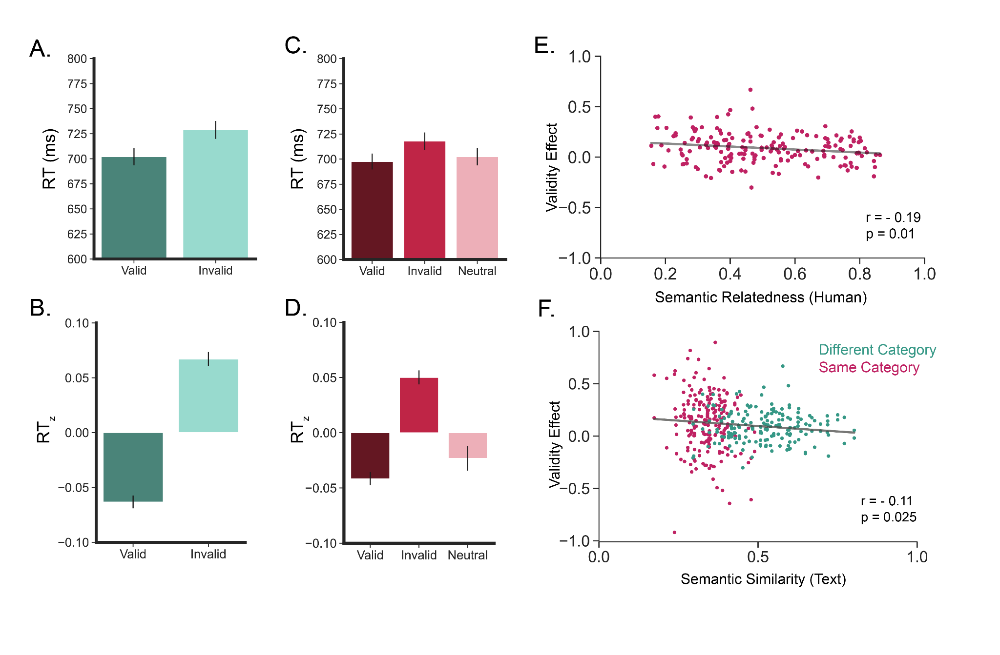 A.
800
775
750
725
700
675
650
625
600
RT (ms)
Valid Invalid
B.
0.10
0.05
0.00
−0.05
−0.10
RTz
Valid Invalid
C.
800
775
750
725
700
675
650
625
600
RT (ms)
Valid Invalid Neutral
D.
0.10
0.05
0.00
−0.05
−0.10
RTz
Valid Invalid Neutral
E.
1.0
0.5
0.0
−0.5
−1.0
Validity Effect
r = - 0.19
p = 0.01
0.0 0.2 0.4 0.6 0.8 1.0
Semantic Relatedness (Human)
F.
1.0
0.5
0.0
−0.5
−1.0
Validity Effect
Different Category
Same Category
r = - 0.11
p = 0.025
0.0 0.5 1.0
Semantic Similarity (Text)